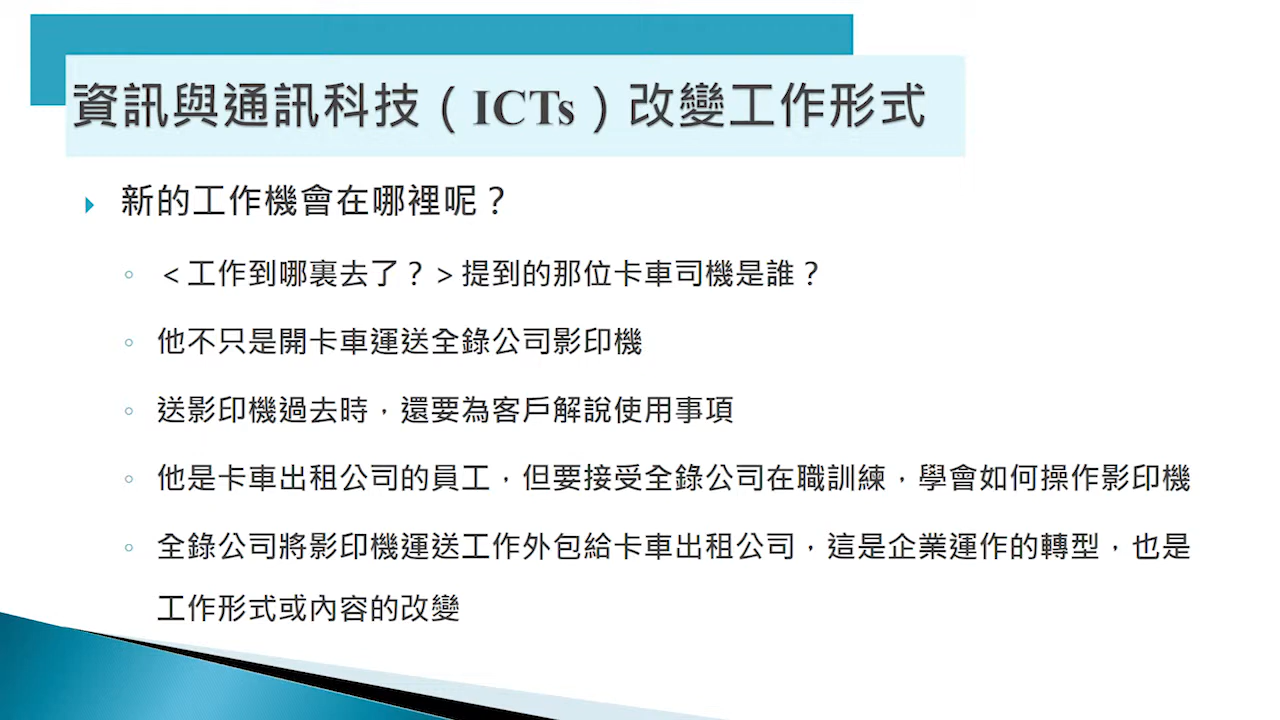 資訊與通訊科技（ICTs）改變工作形式
新的工作機會在哪裡呢？
＜工作到哪裏去了？＞提到的那位卡車司機是誰？
他不只是開卡車運送全錄公司影印機
送影印機過去時，還要為客戶解說使用事項
他是卡車出租公司的員工，但要接受全錄公司在職訓練，學會如何操作影印機
全錄公司將影印機運送工作外包給卡車出租公司，這是企業運作的轉型，也是
工作形式或內容的改變